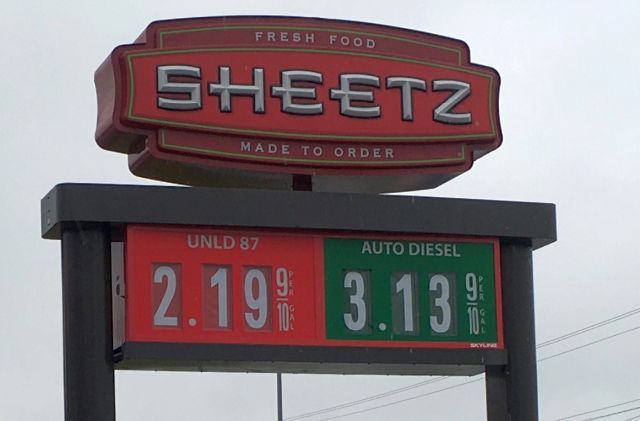 FRESH FOOD
SHEETZ
MADE TO ORDER
UNLD 87
2.19 9/10 PER GAL
AUTO DIESEL
3.13 9/10 PER GAL
SKYLINE